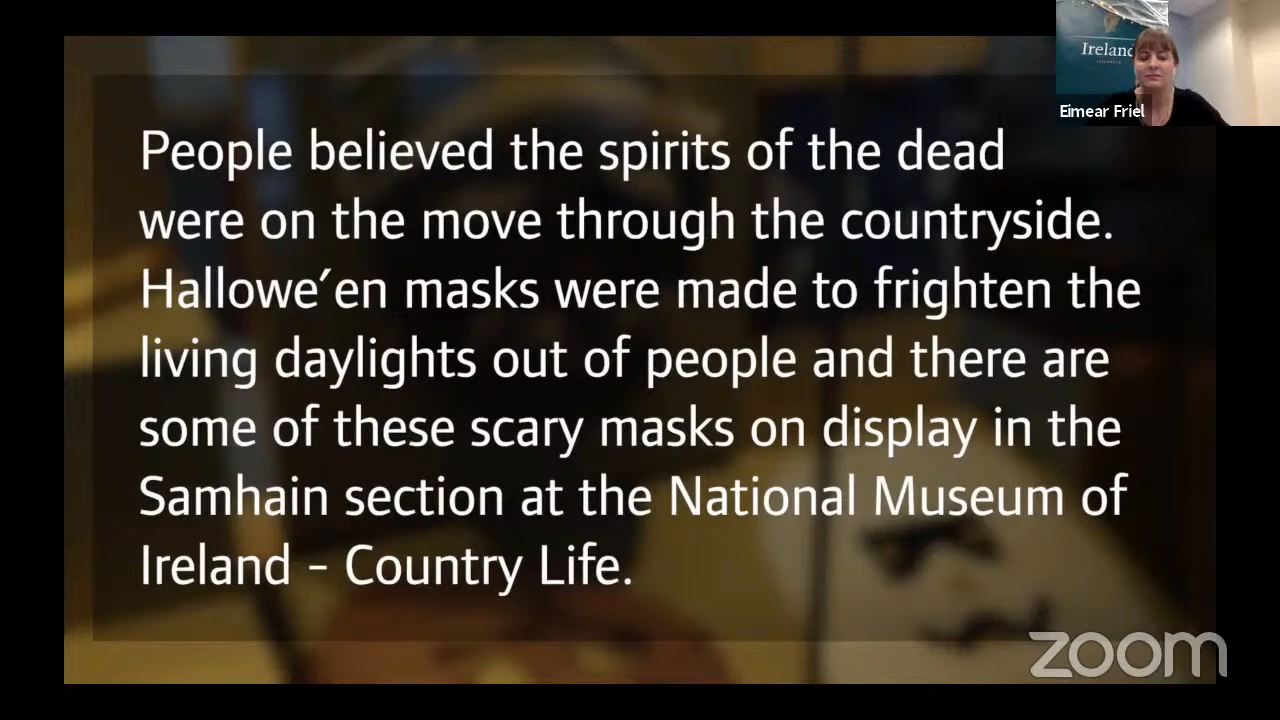 Ireland
Eimear Friel
People believed the spirits of the dead
were on the move through the countryside.
Hallowe´en masks were made to frighten the
living daylights out of people and there are
some of these scary masks on display in the
Samhain section at the National Museum of
Ireland - Country Life.
zoom